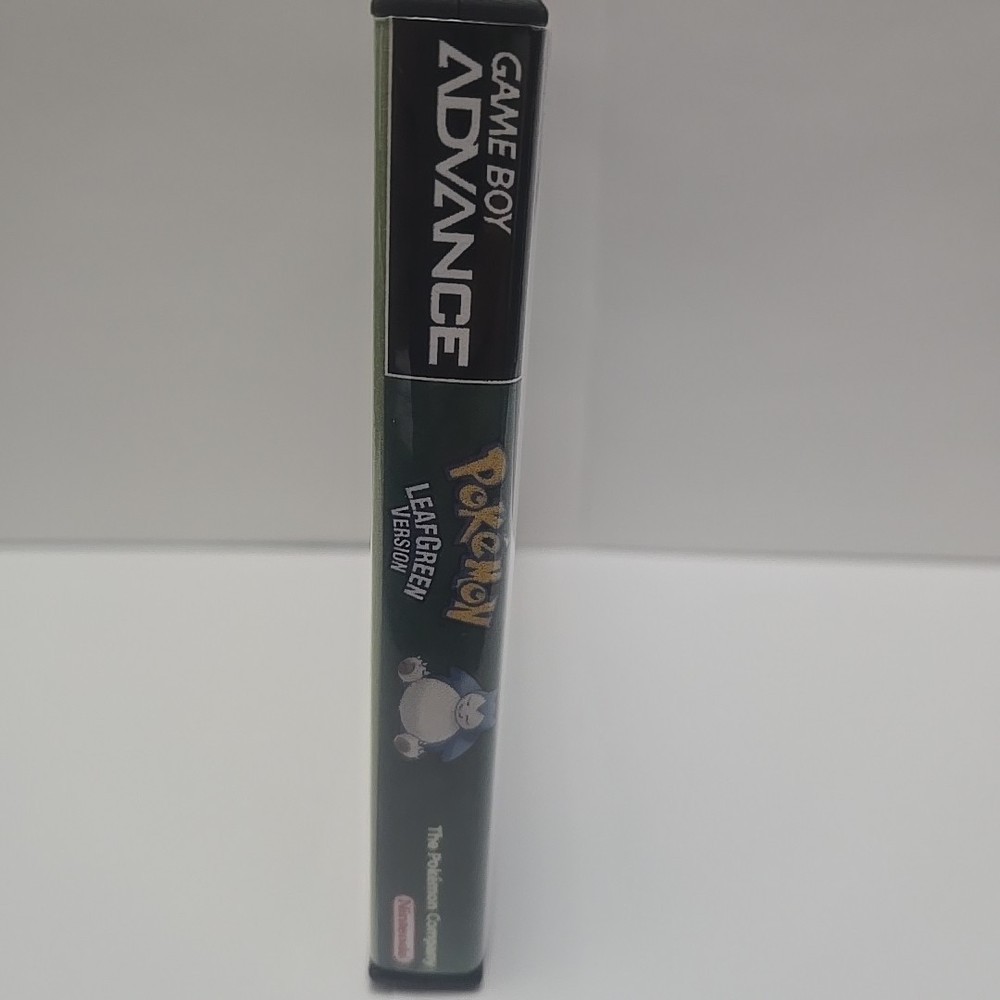 GAME BOY
ADVANCE
POKéMON
LEAFGREEN
VERSION
The Pokémon Company
Nintendo